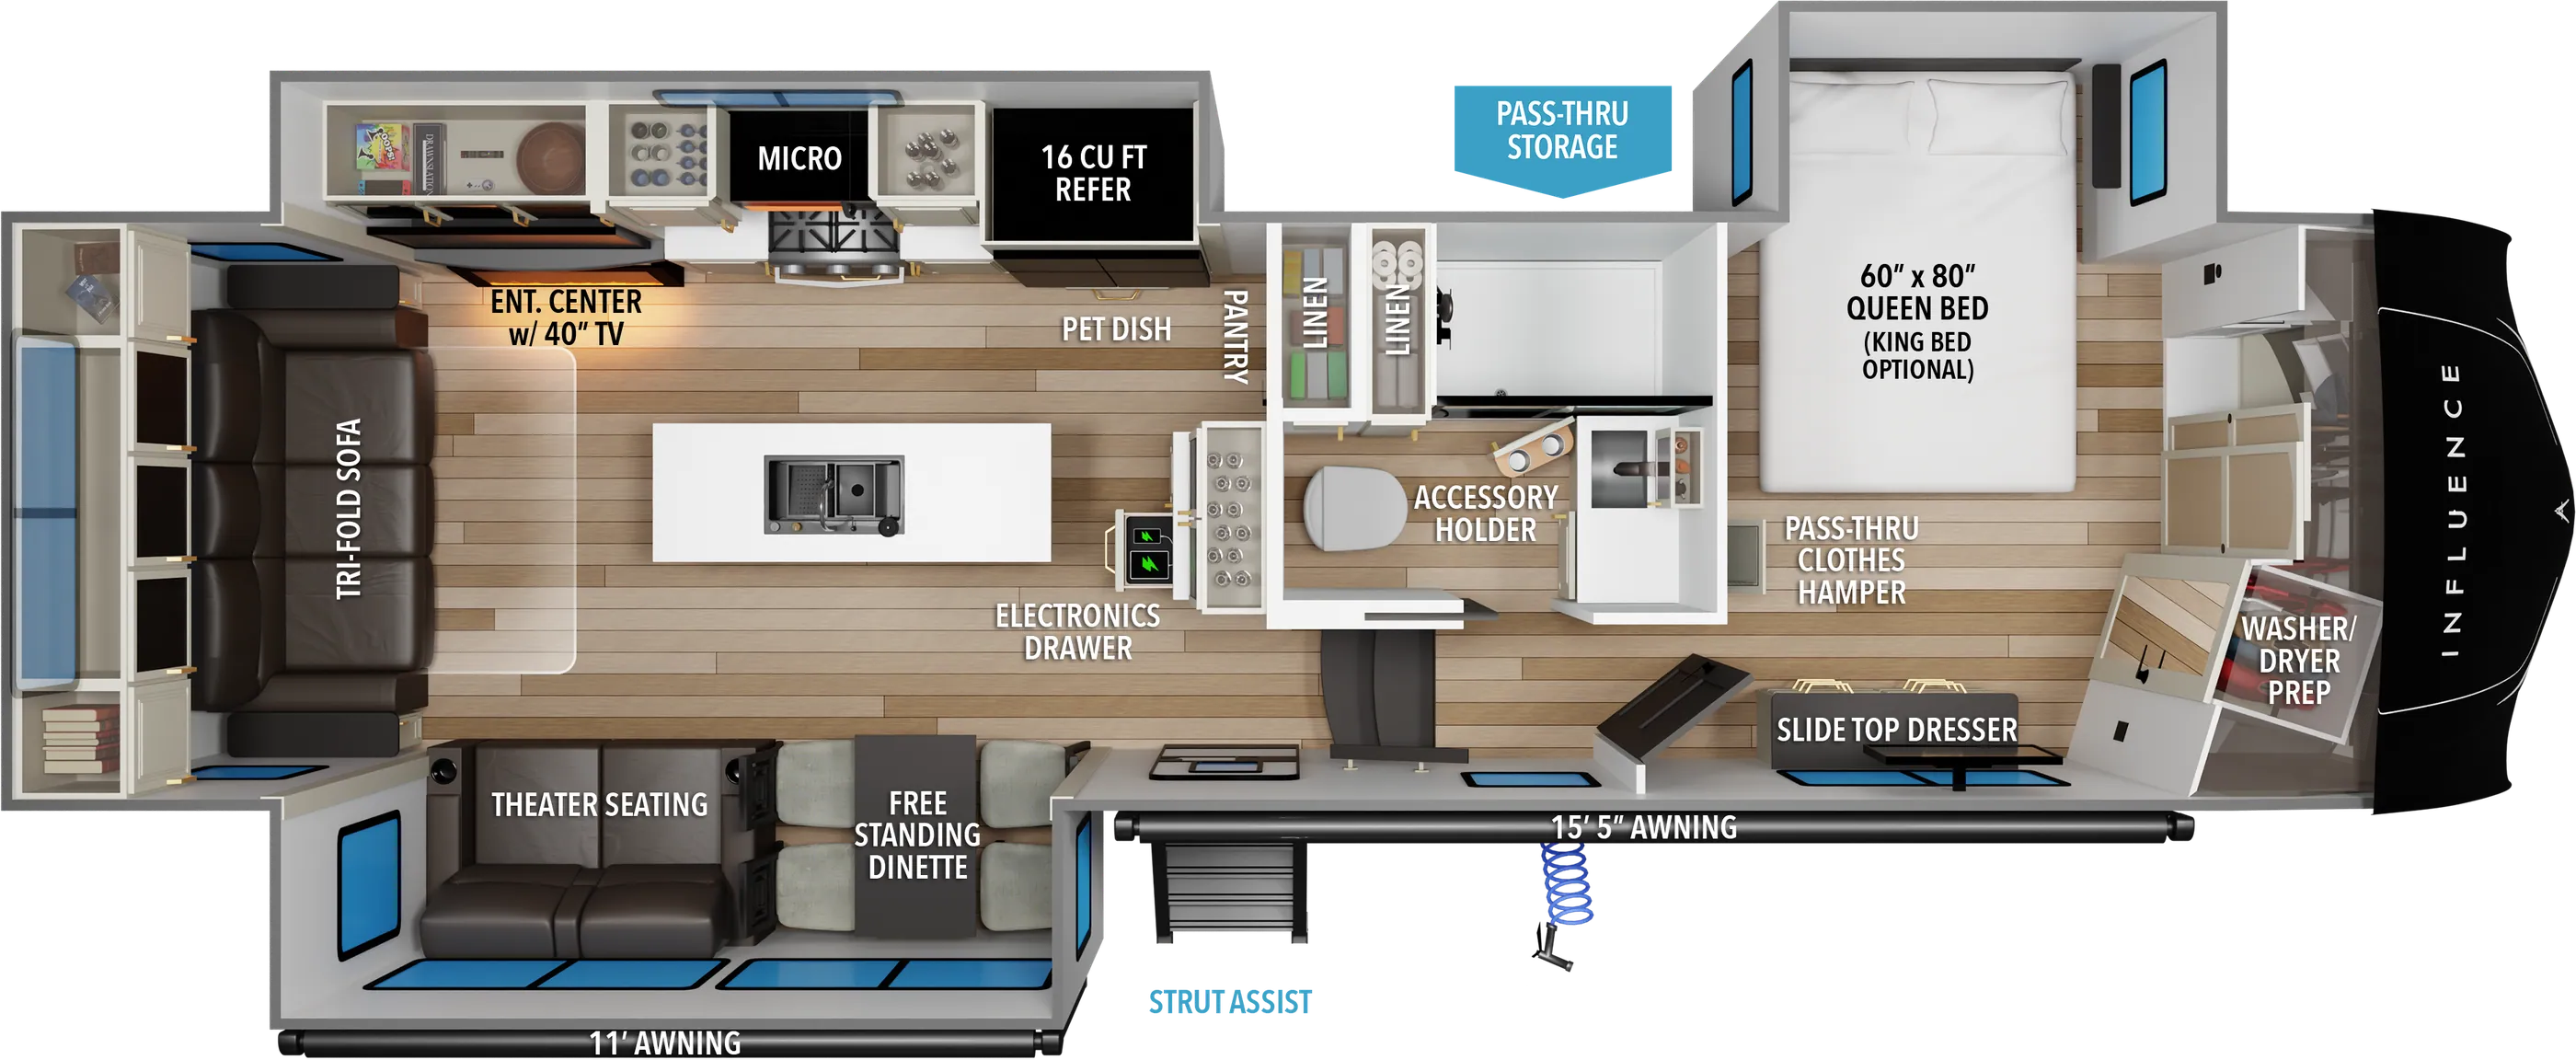 PASS-THRU
STORAGE
MICRO
16 CU FT
REFER
OOPS!
ENT. CENTER
w/ 40” TV
PET DISH
PANTRY
LINEN
LINEN
60” x 80”
QUEEN BED
(KING BED
OPTIONAL)
TRI-FOLD SOFA
ACCESSORY
HOLDER
PASS-THRU
CLOTHES
HAMPER
INFLUENCE
ELECTRONICS
DRAWER
WASHER/
DRYER
PREP
SLIDE TOP DRESSER
THEATER SEATING
FREE
STANDING
DINETTE
15’ 5” AWNING
STRUT ASSIST
11’ AWNING